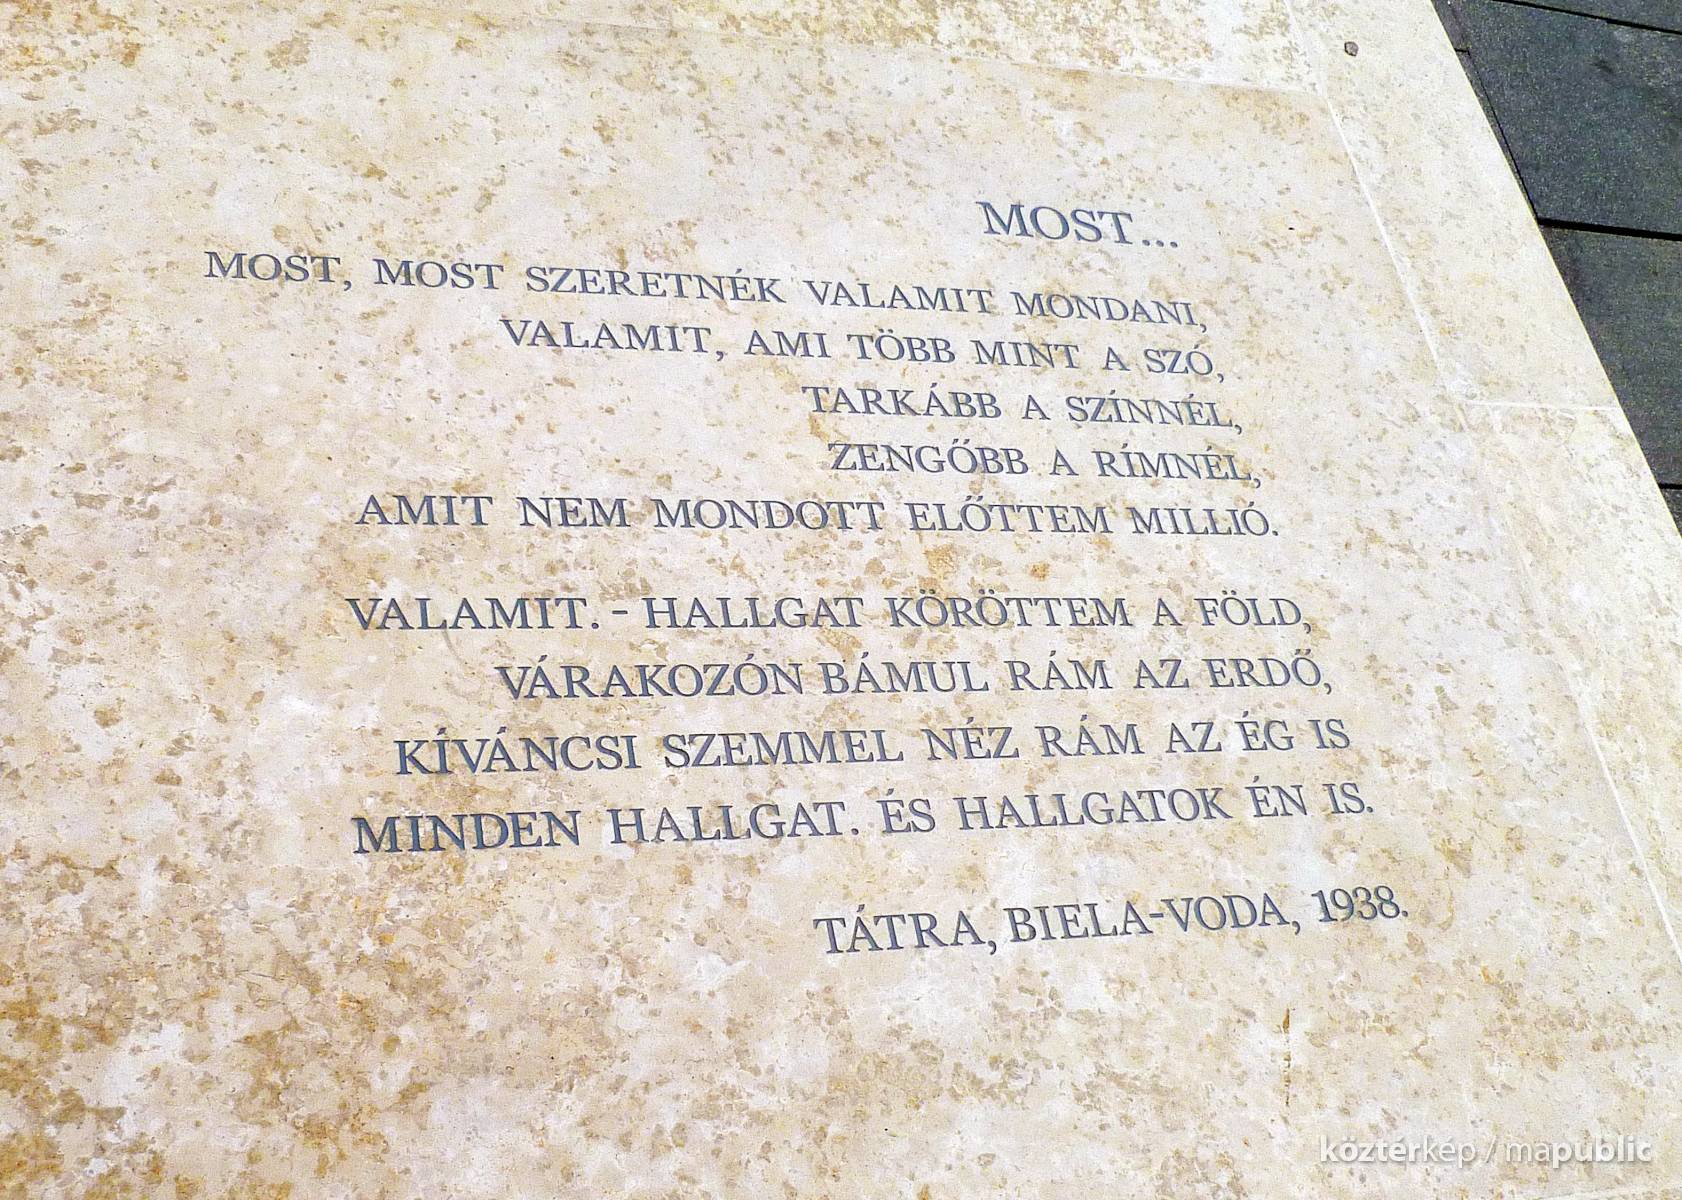 MOST...
MOST, MOST SZERETNÉK VALAMIT MONDANI,
VALAMIT, AMI TÖBB MINT A SZÓ,
TARKÁBB A SZÍNNÉL,
ZENGŐBB A RÍMNÉL,
AMIT NEM MONDOTT ELŐTTEM MILLIÓ.
VALAMIT. - HALLGAT KÖRÖTTEM A FÖLD,
VÁRAKOZÓN BÁMUL RÁM AZ ERDŐ,
KÍVÁNCSI SZEMMEL NÉZ RÁM AZ ÉG IS
MINDEN HALLGAT. ÉS HALLGATOK ÉN IS.
TÁTRA, BIELA-VODA, 1938.
köztérkép / mapublic